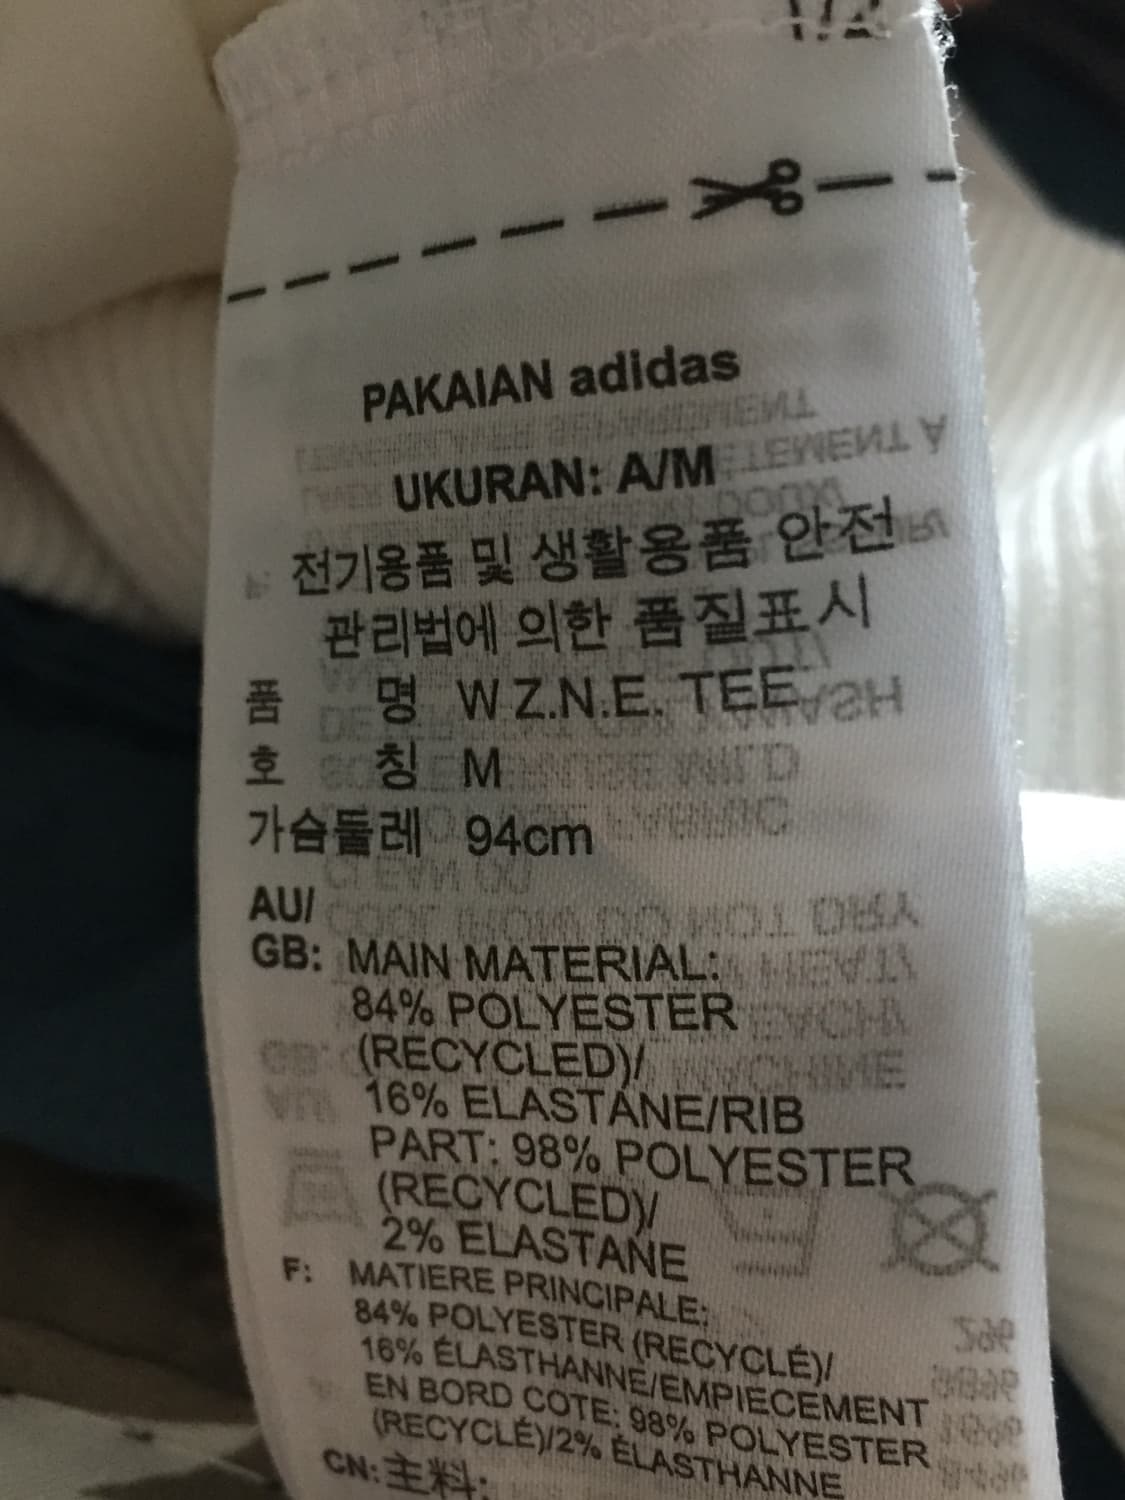 PAKAIAN adidas
UKURAN: A/M
전기용품 및 생활용품 안전
관리법에 의한 품질표시
품 명 W Z.N.E. TEE
호 칭 M
가슴둘레 94cm
AU/
GB: MAIN MATERIAL:
84% POLYESTER
(RECYCLED)/
16% ELASTANE/RIB
PART: 98% POLYESTER
(RECYCLED)/
2% ELASTANE
F: MATIERE PRINCIPALE:
84% POLYESTER (RECYCLÉ)/
16% ÉLASTHANNE/EMPIECEMENT
EN BORD COTE: 98% POLYESTER
(RECYCLÉ)/2% ÉLASTHANNE
CN: 主料: